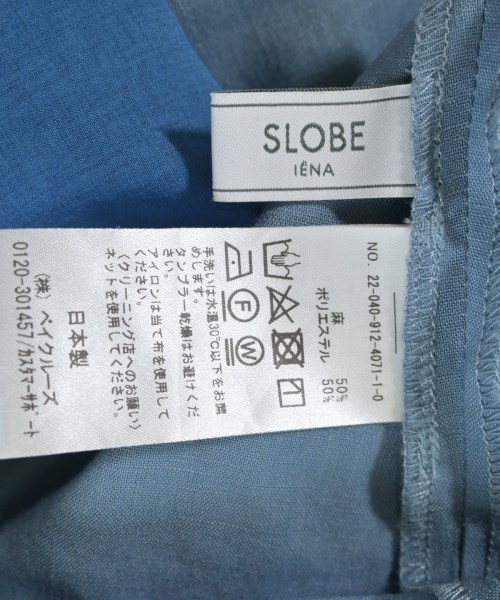 SLOBE
IËNA
NO. 22-040-912-4071-1-0
麻 50%
ポリエステル 50%
F
W
手洗いは水温30℃以下をお薦
めします。
タンブラー乾燥はお避けくだ
さい。
アイロンは当て布を使用して
ください。
〈クリーニング店へのお願い〉
ネットを使用してください。
日本製
(株) ベイクルーズ
0120-301457/カスタマーサポート